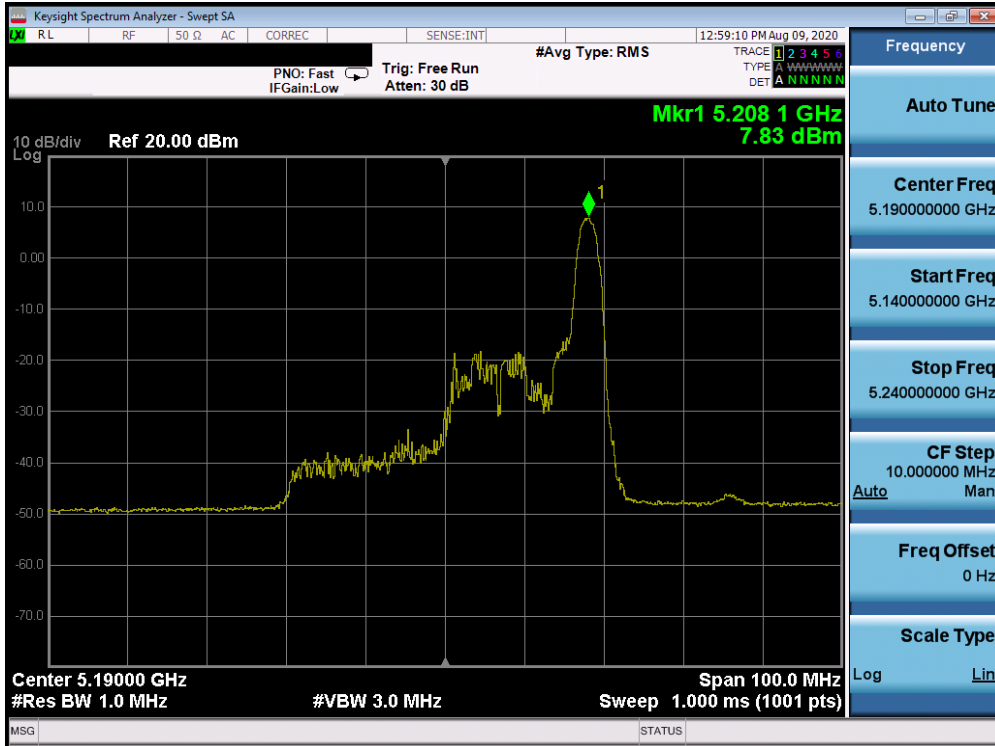 Keysight Spectrum Analyzer - Swept SA
LXI RL RF 50 Ω AC CORREC SENSE:INT 12:59:10 PM Aug 09, 2020
#Avg Type: RMS
TRACE 1 2 3 4 5 6
TYPE A WWWWW
DET A N N N N N
PNO: Fast
IFGain:Low
Trig: Free Run
Atten: 30 dB
Mkr1 5.208 1 GHz
7.83 dBm
10 dB/div Ref 20.00 dBm
Log
1
10.0
0.00
-10.0
-20.0
-30.0
-40.0
-50.0
-60.0
-70.0
Center 5.19000 GHz Span 100.0 MHz
#Res BW 1.0 MHz #VBW 3.0 MHz Sweep 1.000 ms (1001 pts)
MSG STATUS
Frequency
Auto Tune
Center Freq
5.190000000 GHz
Start Freq
5.140000000 GHz
Stop Freq
5.240000000 GHz
CF Step
10.000000 MHz
Auto Man
Freq Offset
0 Hz
Scale Type
Log Lin